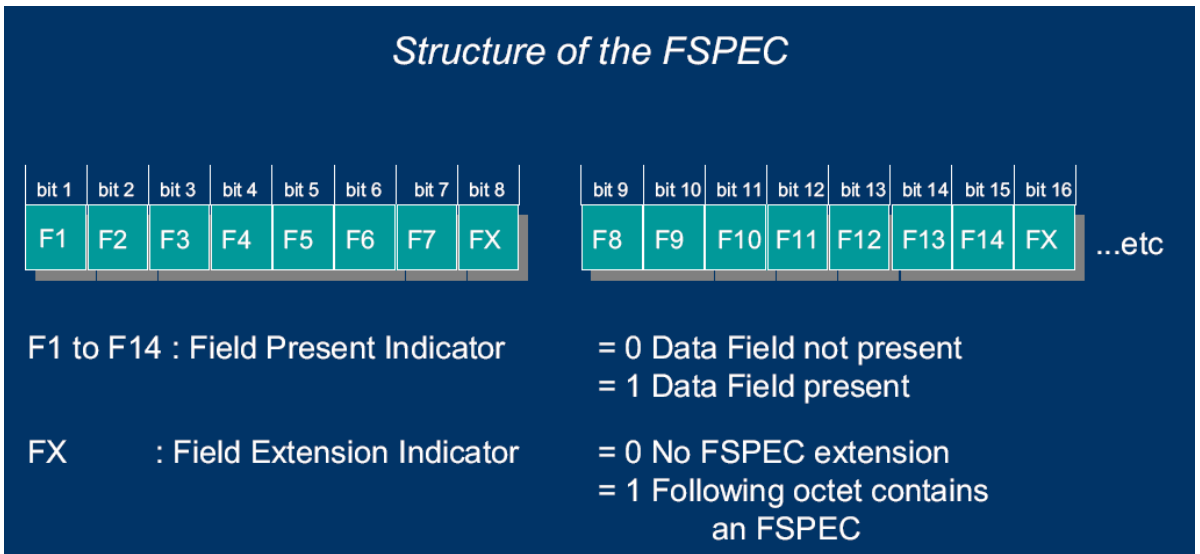 Structure of the FSPEC
bit 1 bit 2 bit 3 bit 4 bit 5 bit 6 bit 7 bit 8 bit 9 bit 10 bit 11 bit 12 bit 13 bit 14 bit 15 bit 16
F1 F2 F3 F4 F5 F6 F7 FX F8 F9 F10 F11 F12 F13 F14 FX ...etc
F1 to F14 : Field Present Indicator = 0 Data Field not present
= 1 Data Field present
FX : Field Extension Indicator = 0 No FSPEC extension
= 1 Following octet contains
an FSPEC